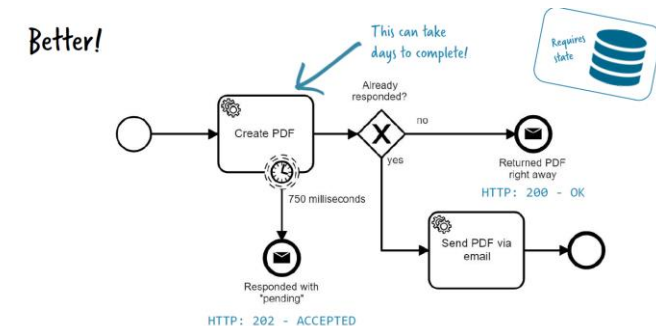 Better!
This can take
days to complete!
Requires
state
Already
responded?
Create PDF
no
yes
Returned PDF
right away
HTTP: 200 - OK
750 milliseconds
Send PDF via
email
Responded with
"pending"
HTTP: 202 - ACCEPTED